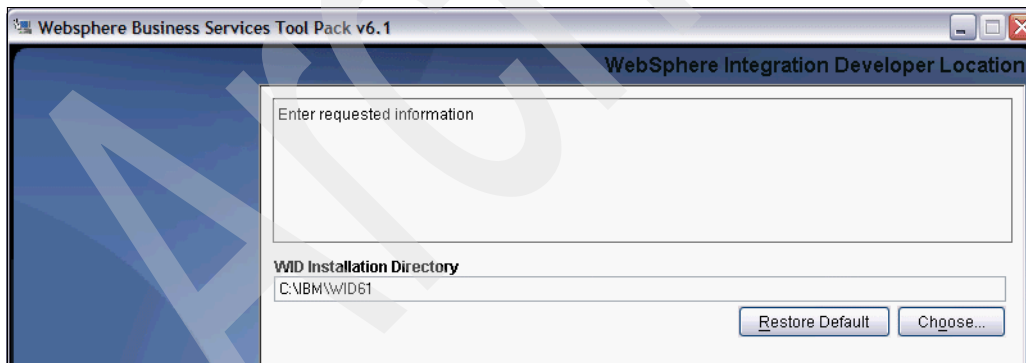 Websphere Business Services Tool Pack v6.1
WebSphere Integration Developer Location
Enter requested information
WID Installation Directory
C:\IBM\WID61
Restore Default
Choose...